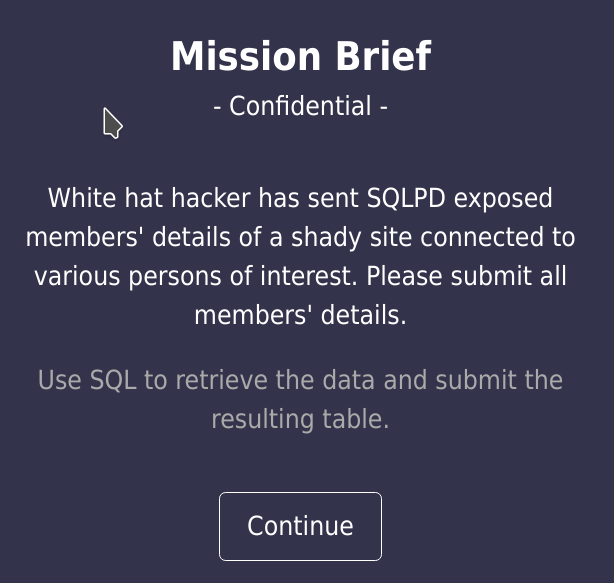 Mission Brief
- Confidential -
White hat hacker has sent SQLPD exposed
members' details of a shady site connected to
various persons of interest. Please submit all
members' details.
Use SQL to retrieve the data and submit the
resulting table.
Continue